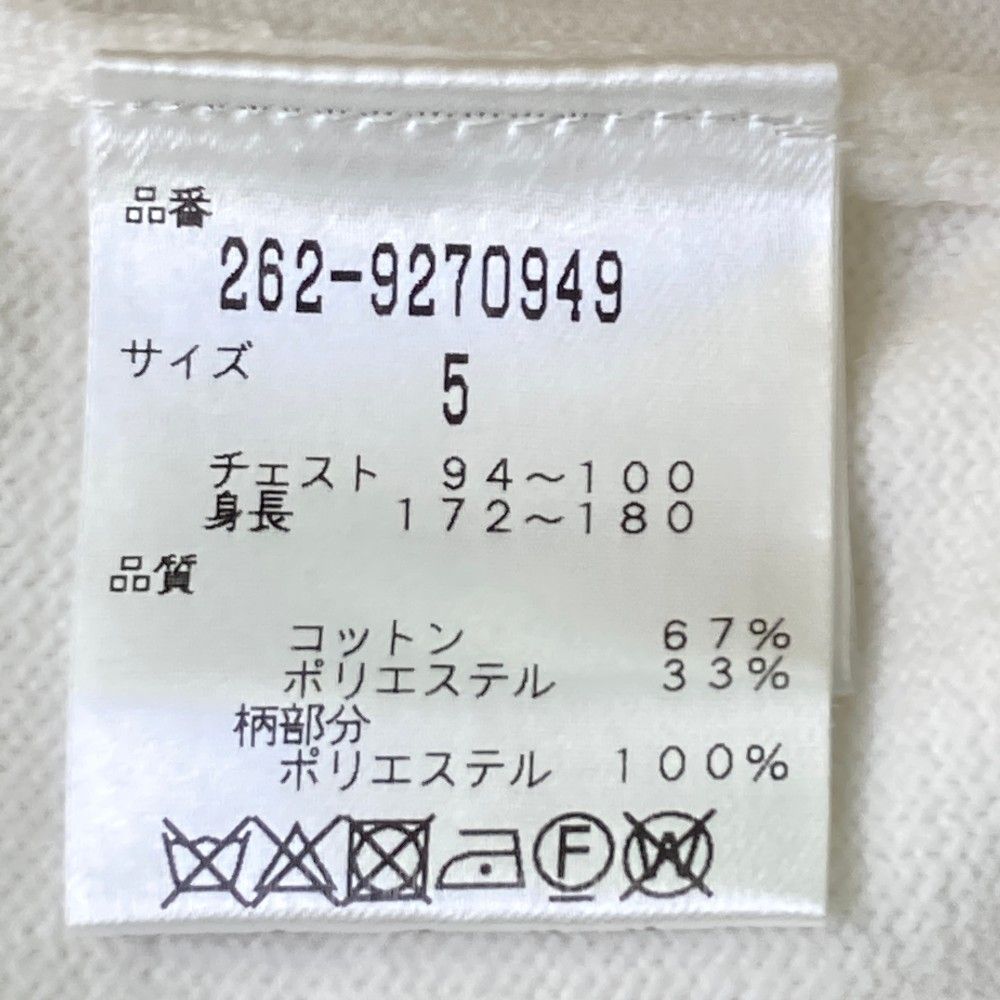 品番
262-9270949
サイズ
5
チェスト 94〜100
身長 172〜180
品質
コットン 67%
ポリエステル 33%
柄部分
ポリエステル 100%
F W